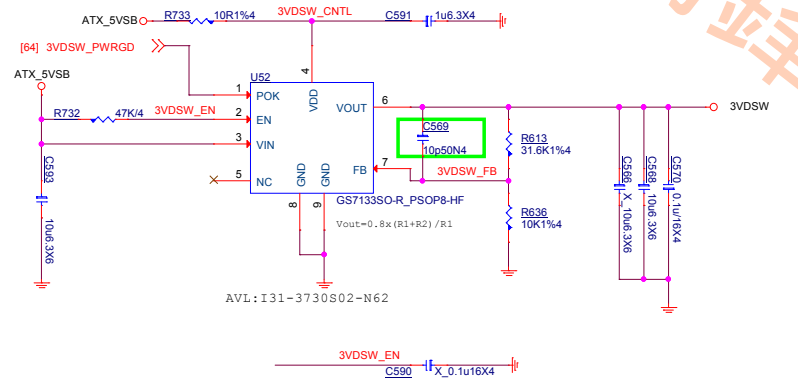 ATX_5VSB R733 10R1%4 3VDSW_CNTL C591 1u6.3X4
[64] 3VDSW_PWRGD
ATX_5VSB
U52
1 POK
4 VDD
R732 47K/4 3VDSW_EN 2 EN
VOUT 6
3VDSW
3 VIN
C569
10p50N4
R613
31.6K1%4
5 NC
GND GND
8 9
FB 7 3VDSW_FB
GS7133SO-R_PSOP8-HF
Vout=0.8x(R1+R2)/R1
R636
10K1%4
C593
10u6.3X6
C566
X_10u6.3X6
C568
10u6.3X6
C570
0.1u/16X4
AVL:I31-3730S02-N62
3VDSW_EN
C590 X_0.1u16X4